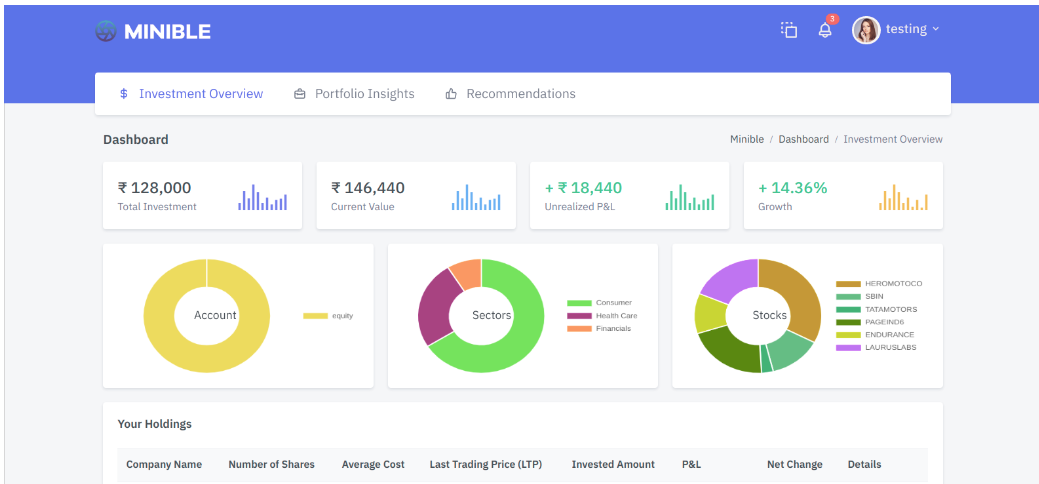 MINIBLE
3
testing
$ Investment Overview Portfolio Insights Recommendations
Dashboard
Minible / Dashboard / Investment Overview
₹ 128,000
Total Investment
₹ 146,440
Current Value
+ ₹ 18,440
Unrealized P&L
+ 14.36%
Growth
Account
equity
Sectors
Consumer
Health Care
Financials
Stocks
HEROMOTOCO
SBIN
TATAMOTORS
PAGEIND6
ENDURANCE
LAURUSLABS
Your Holdings
Company Name Number of Shares Average Cost Last Trading Price (LTP) Invested Amount P&L Net Change Details